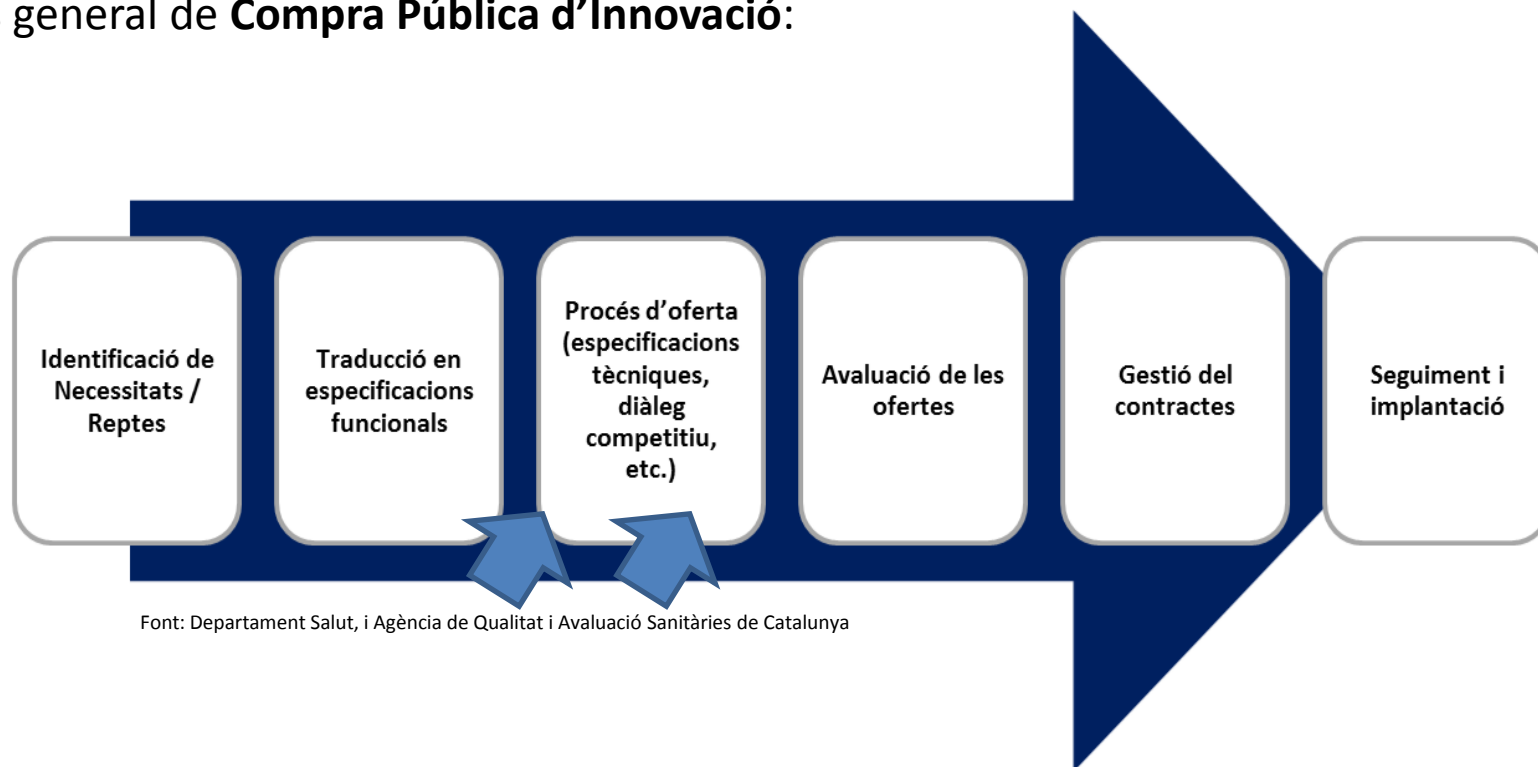 general de Compra Pública d'Innovació:
Identificació de
Necessitats /
Reptes
Traducció en
especificacions
funcionals
Procés d'oferta
(especificacions
tècniques,
diàleg
competitiu,
etc.)
Avaluació de les
ofertes
Gestió del
contractes
Seguiment i
implantació
Font: Departament Salut, i Agència de Qualitat i Avaluació Sanitàries de Catalunya